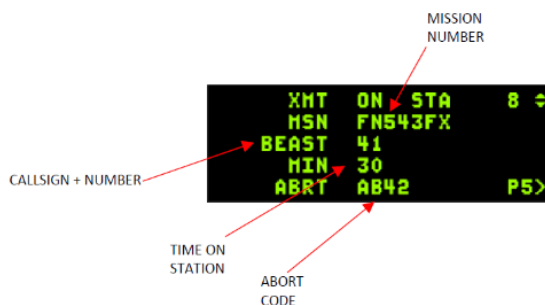 MISSION
NUMBER
XMT ON STA 8
MSN FN543FX
BEAST 41
MIN 30
ABRT AB42 P5>
CALLSIGN + NUMBER
TIME ON
STATION
ABORT
CODE